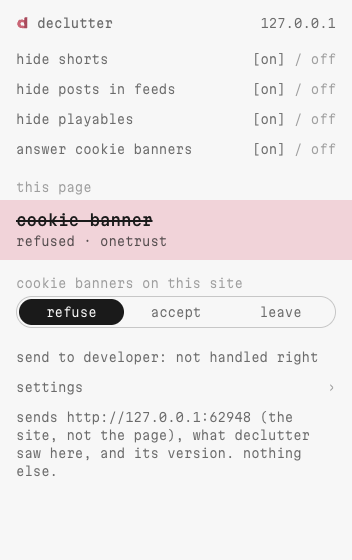 d declutter 127.0.0.1
hide shorts [on] / off
hide posts in feeds [on] / off
hide playables [on] / off
answer cookie banners [on] / off
this page
cookie banner
refused · onetrust
cookie banners on this site
refuse accept leave
send to developer: not handled right
settings ›
sends http://127.0.0.1:62948 (the
site, not the page), what declutter
saw here, and its version. nothing
else.